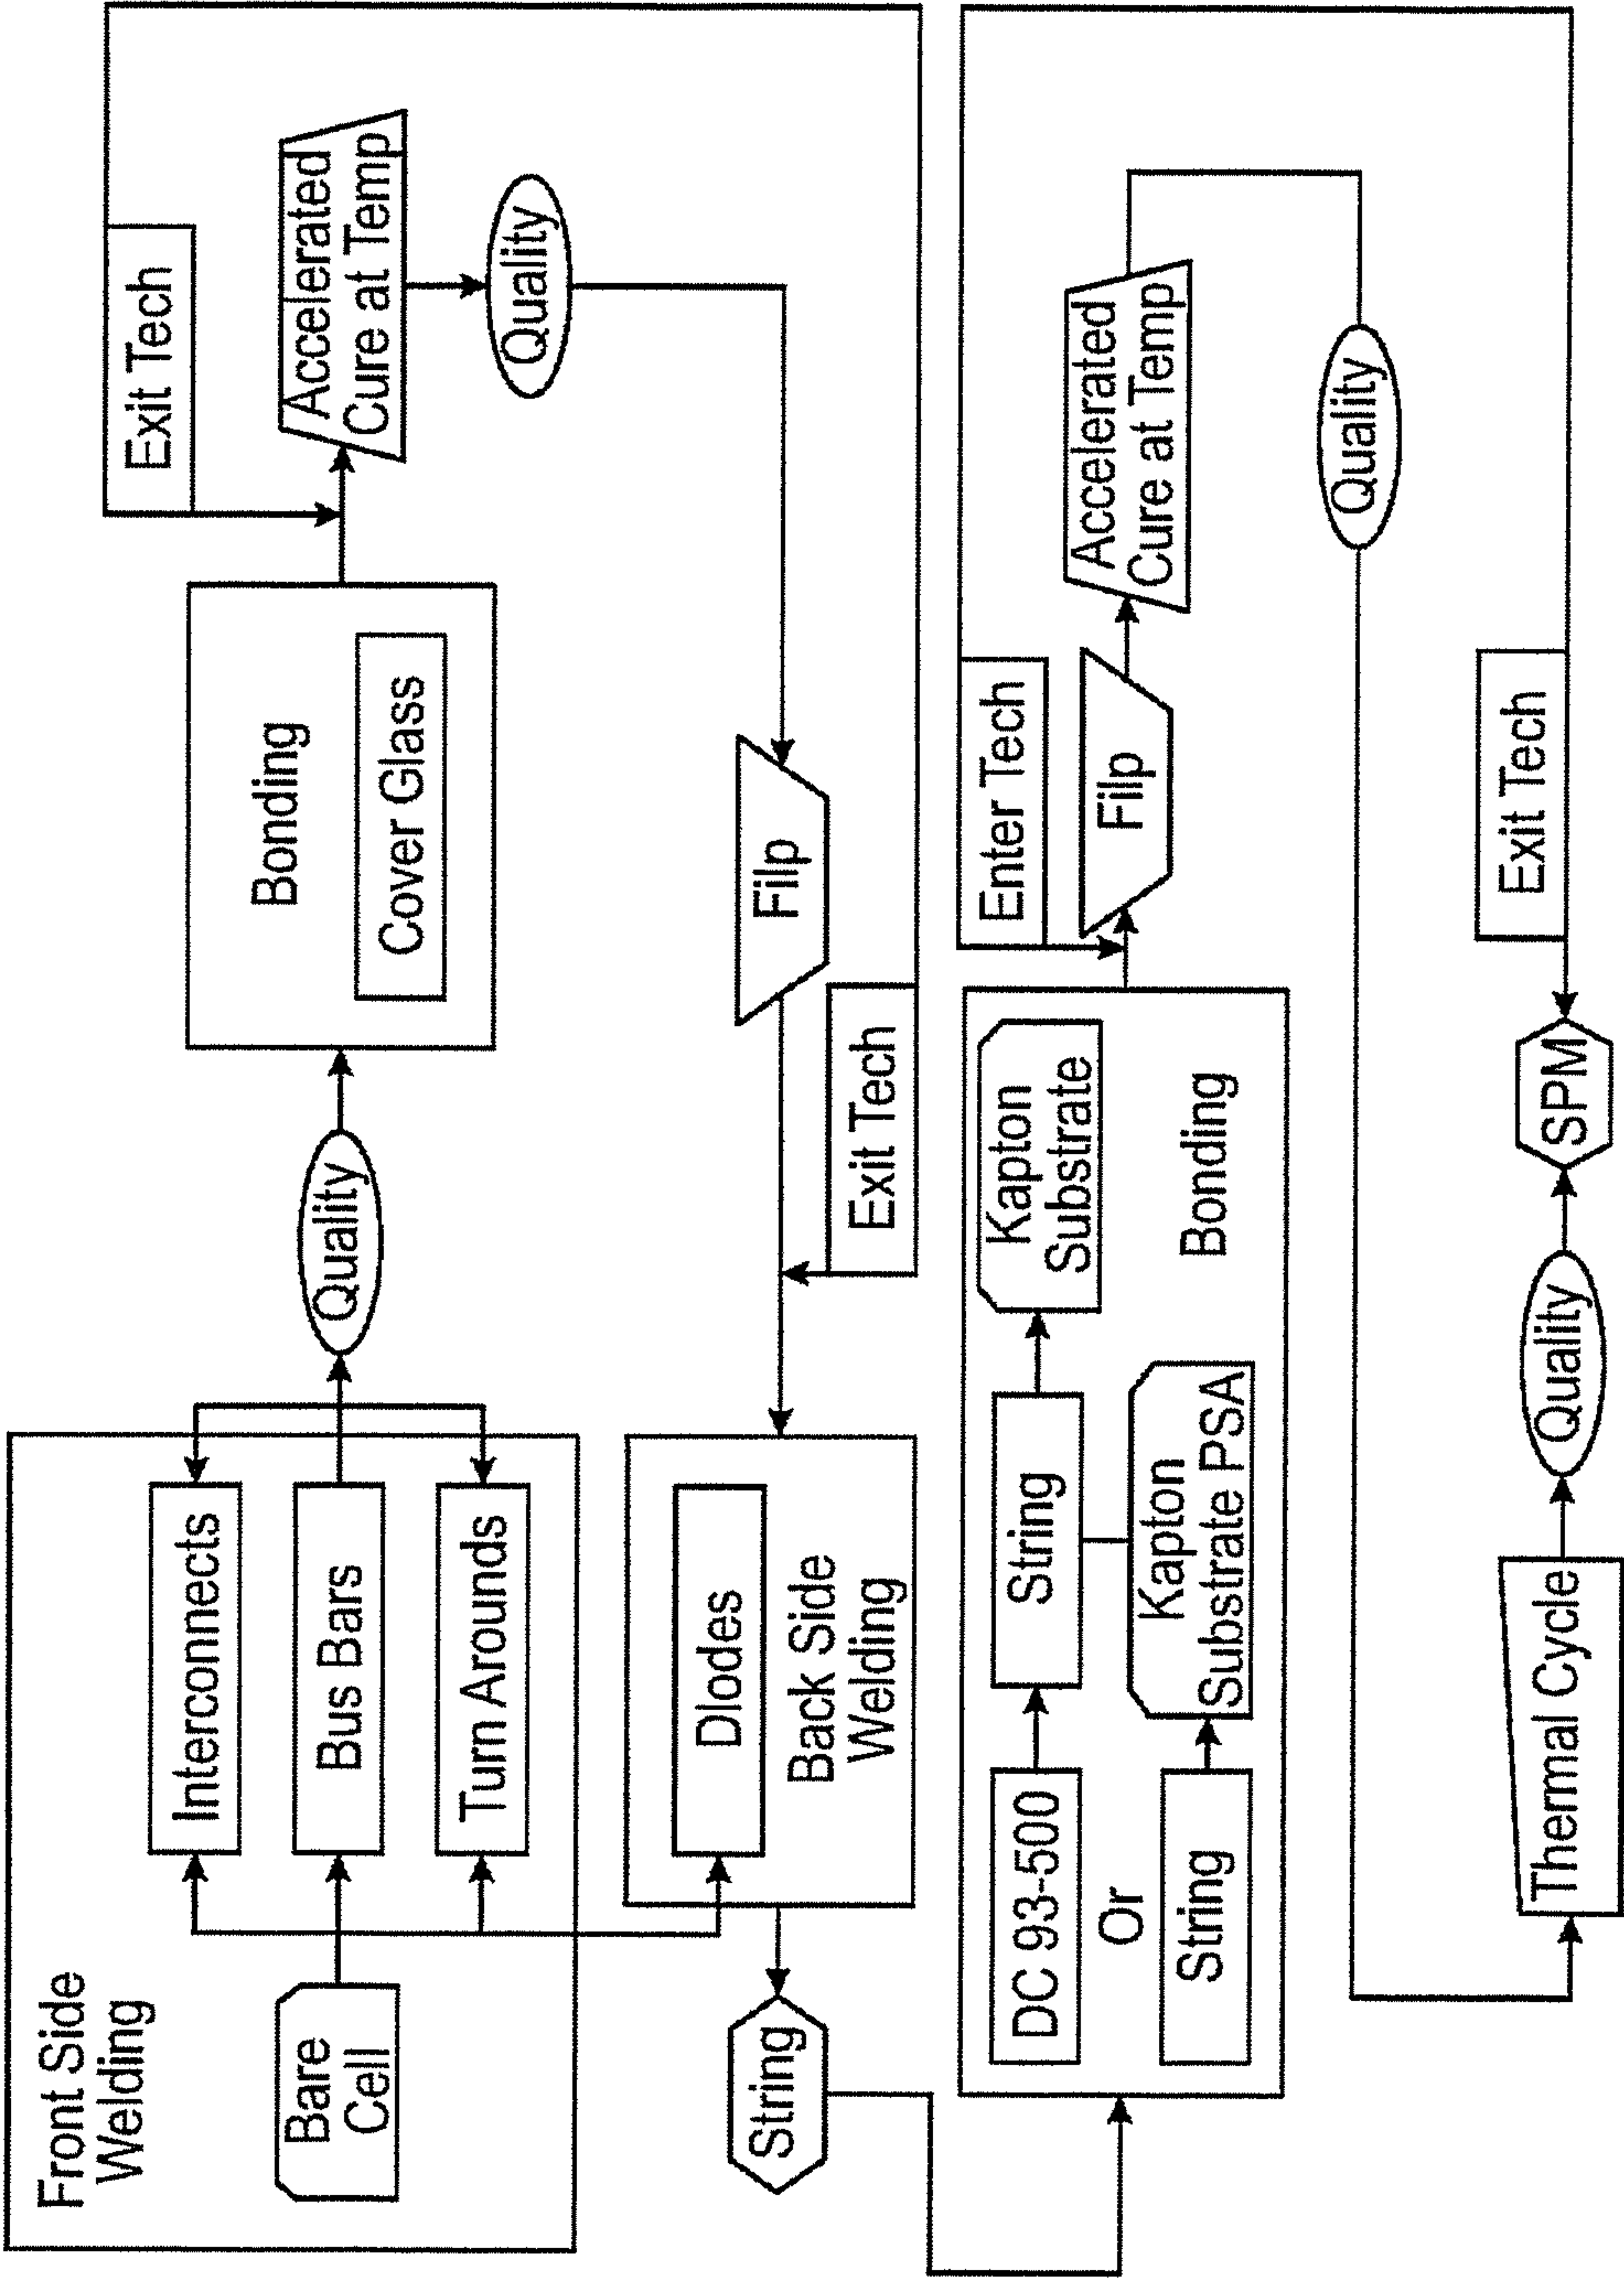 Front Side
Welding
Bare
Cell
Interconnects
Bus Bars
Turn Arounds
Quality
Bonding
Cover Glass
Exit Tech
Accelerated
Cure at Temp
Quality
Filp
Exit Tech
Dlodes
Back Side
Welding
String
DC 93-500
Or
String
String
Kapton
Substrate PSA
Kapton
Substrate
Bonding
Enter Tech
Filp
Accelerated
Cure at Temp
Quality
Thermal Cycle
Quality
SPM
Exit Tech